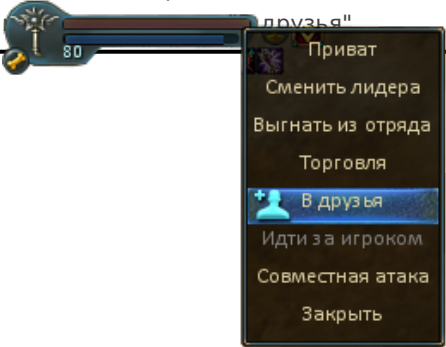 друзья"
80
Приват
Сменить лидера
Выгнать из отряда
Торговля
В друзья
Идти за игроком
Совместная атака
Закрыть